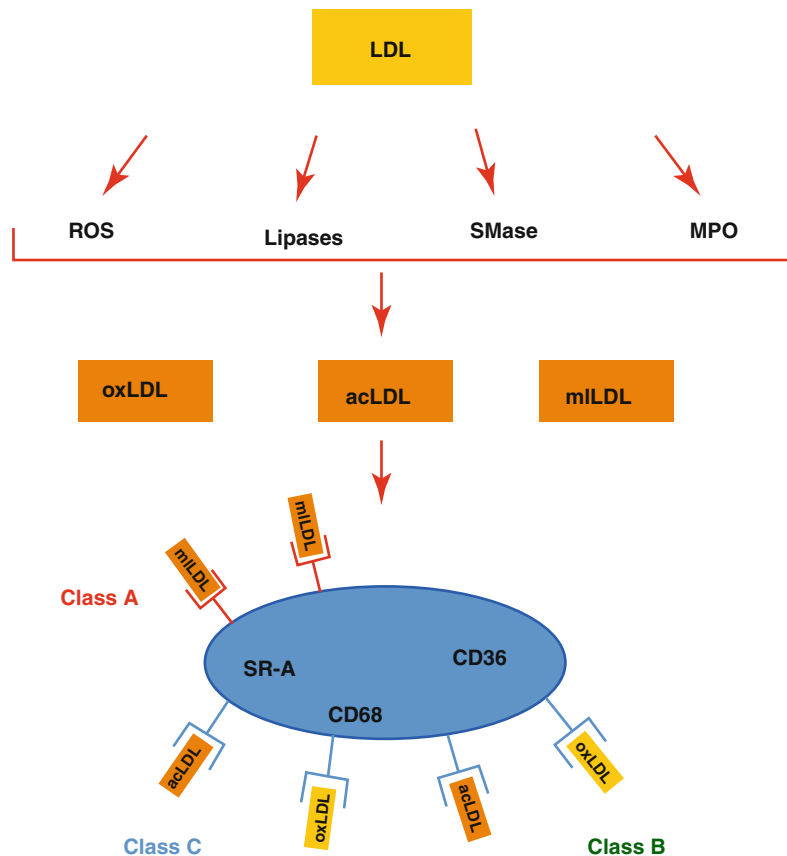 LDL
ROS Lipases SMase MPO
oxLDL acLDL mlLDL
mlLDL
mlLDL
Class A
SR-A CD36
CD68
acLDL oxLDL acLDL oxLDL
Class C Class B